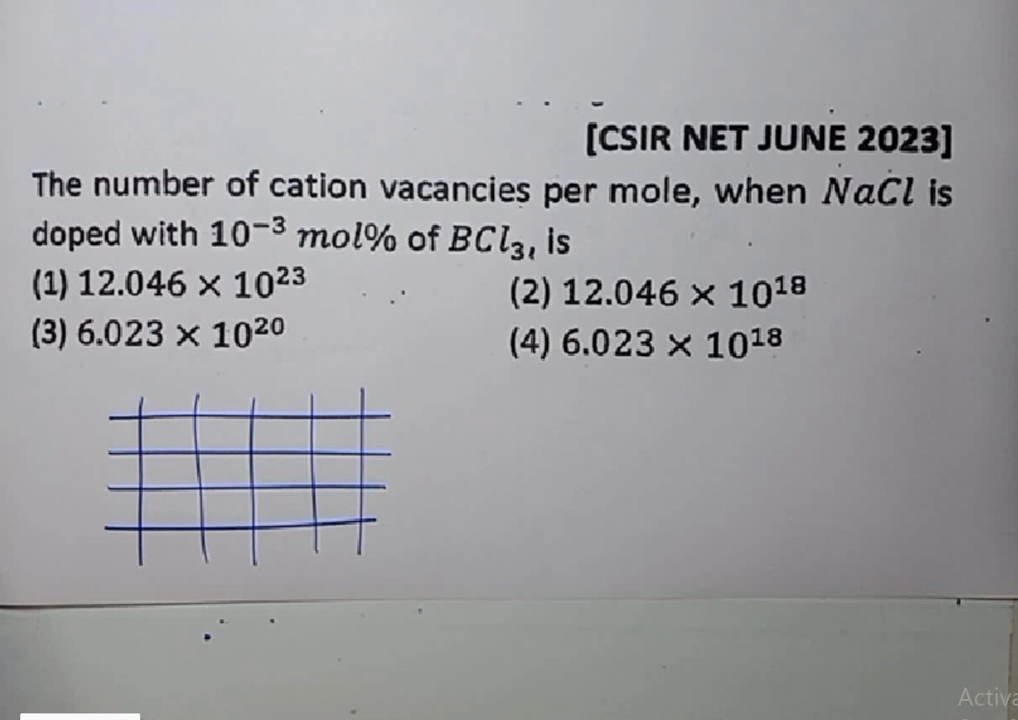 [CSIR NET JUNE 2023]
The number of cation vacancies per mole, when NaCl is
doped with 10⁻³ mol% of BCl₃, is
(1) 12.046 × 10²³ (2) 12.046 × 10¹⁸
(3) 6.023 × 10²⁰ (4) 6.023 × 10¹⁸